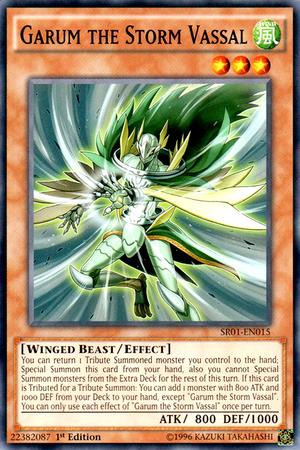 GARUM THE STORM VASSAL
風
SR01-EN015
[WINGED BEAST/EFFECT]
You can return 1 Tribute Summoned monster you control to the hand;
Special Summon this card from your hand, also you cannot Special
Summon monsters from the Extra Deck for the rest of this turn. If this card
is Tributed for a Tribute Summon: You can add 1 monster with 800 ATK and
1000 DEF from your Deck to your hand, except "Garum the Storm Vassal".
You can only use each effect of "Garum the Storm Vassal" once per turn.
ATK/ 800 DEF/1000
22382087 1st Edition ©1996 KAZUKI TAKAHASHI